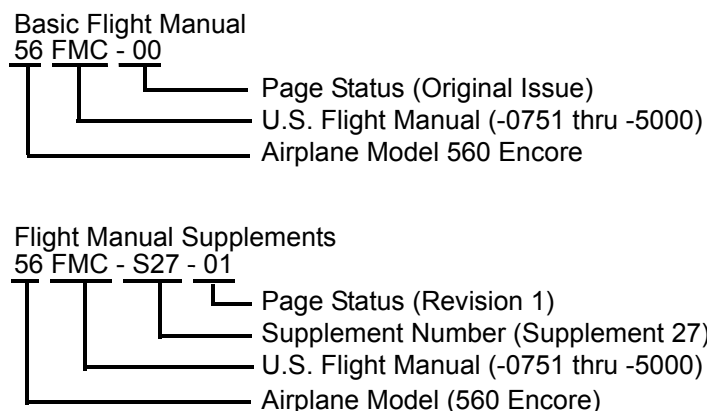 Basic Flight Manual
56 FMC - 00
Page Status (Original Issue)
U.S. Flight Manual (-0751 thru -5000)
Airplane Model 560 Encore
Flight Manual Supplements
56 FMC - S27 - 01
Page Status (Revision 1)
Supplement Number (Supplement 27)
U.S. Flight Manual (-0751 thru -5000)
Airplane Model (560 Encore)